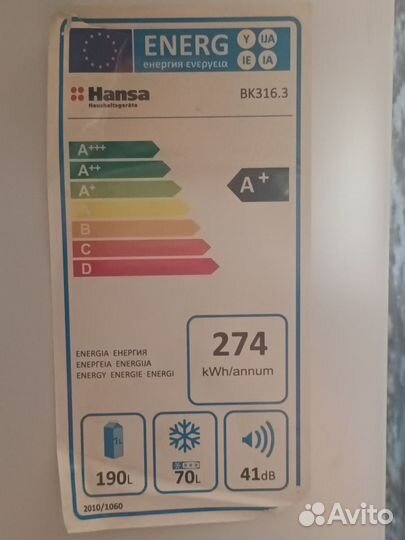 ENERG Y IJA
енергия·ενεργεια IE IA
Hansa BK316.3
Haushaltsgeräte
A+++
A++
A+ A+
A
B
C
D
ENERGIA·ЕНЕРГИЯ
ΕΝΕΡΓΕΙΑ·ENERGIJA
ENERGY·ENERGIE·ENERGI
274
kWh/annum
1L
190L 70L 41dB
2010/1060
Avito